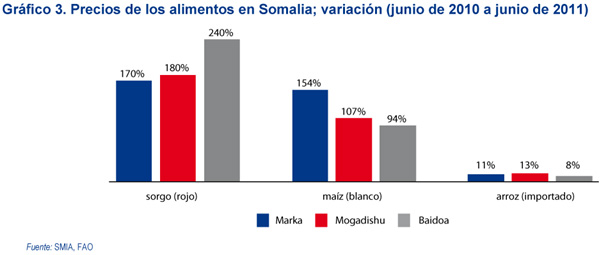 Gráfico 3. Precios de los alimentos en Somalia; variación (junio de 2010 a junio de 2011)
240%
170% 180% 154%
107% 94%
11% 13% 8%
sorgo (rojo) maíz (blanco) arroz (importado)
Marka Mogadishu Baidoa
Fuente: SMIA, FAO